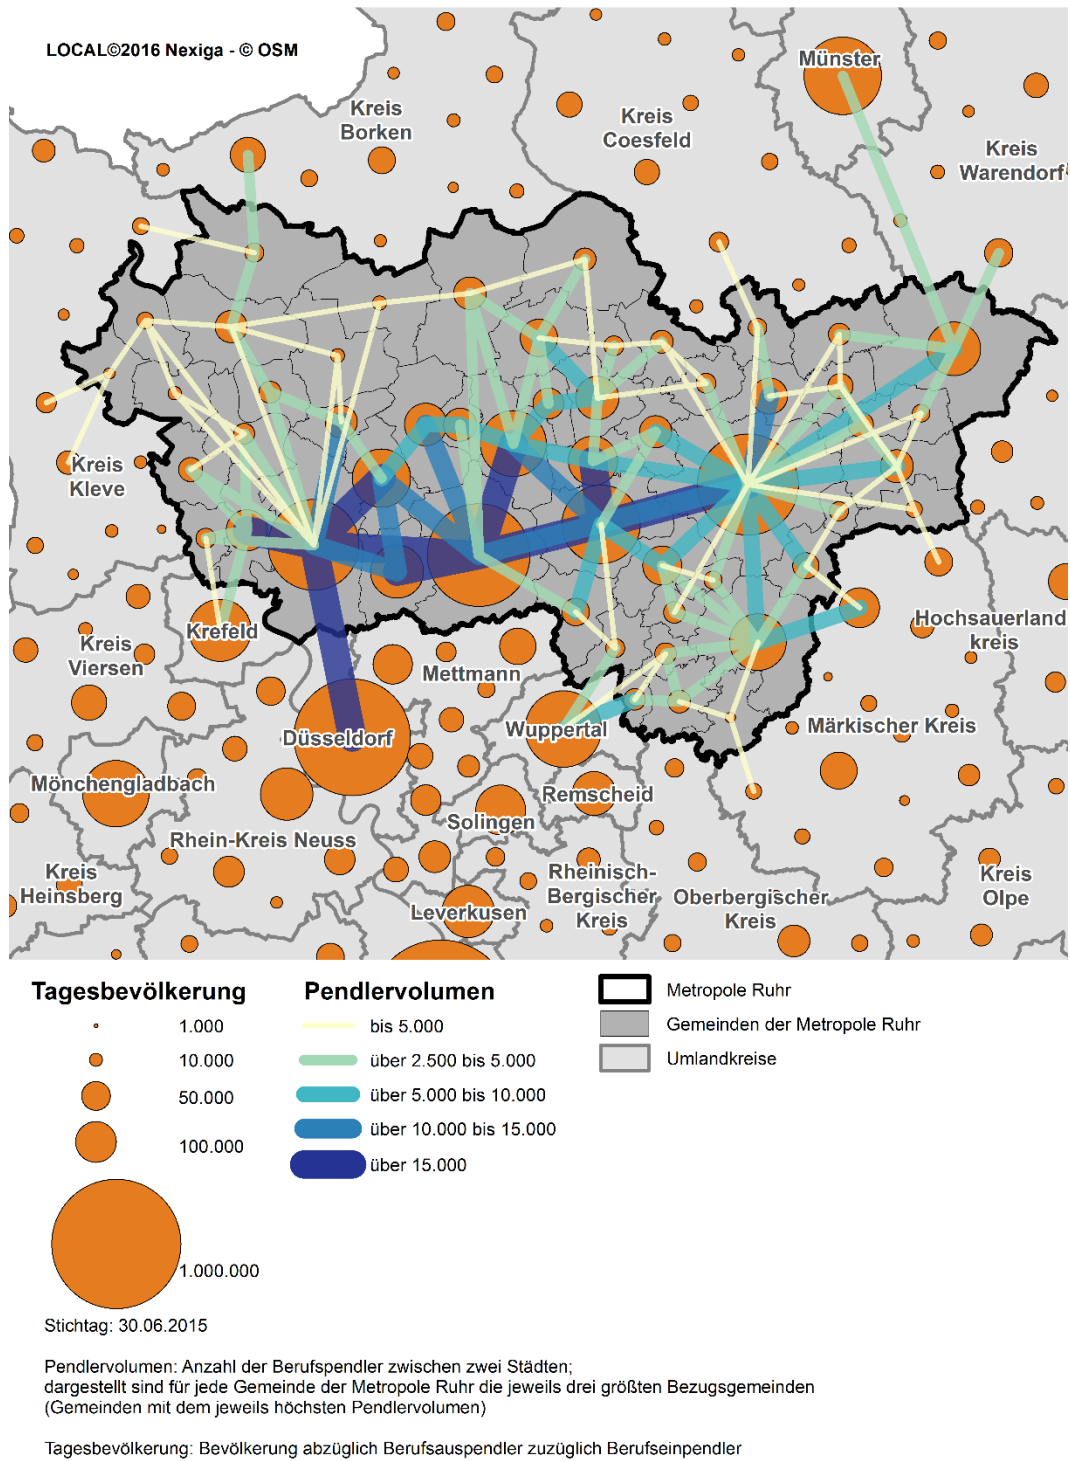 LOCAL©2016 Nexiga - © OSM
Münster
Kreis
Borken
Kreis
Coesfeld
Kreis
Warendorf
Kreis
Kleve
Krefeld
Kreis
Viersen
Mettmann
Hochsauerland
kreis
Düsseldorf
Wuppertal
Märkischer Kreis
Mönchengladbach
Remscheid
Solingen
Rhein-Kreis Neuss
Kreis
Heinsberg
Leverkusen
Rheinisch-
Bergischer
Kreis
Oberbergischer
Kreis
Kreis
Olpe
Tagesbevölkerung
1.000
10.000
50.000
100.000
1.000.000
Pendlervolumen
bis 5.000
über 2.500 bis 5.000
über 5.000 bis 10.000
über 10.000 bis 15.000
über 15.000
Metropole Ruhr
Gemeinden der Metropole Ruhr
Umlandkreise
Stichtag: 30.06.2015
Pendlervolumen: Anzahl der Berufspendler zwischen zwei Städten;
dargestellt sind für jede Gemeinde der Metropole Ruhr die jeweils drei größten Bezugsgemeinden
(Gemeinden mit dem jeweils höchsten Pendlervolumen)
Tagesbevölkerung: Bevölkerung abzüglich Berufsauspendler zuzüglich Berufseinpendler